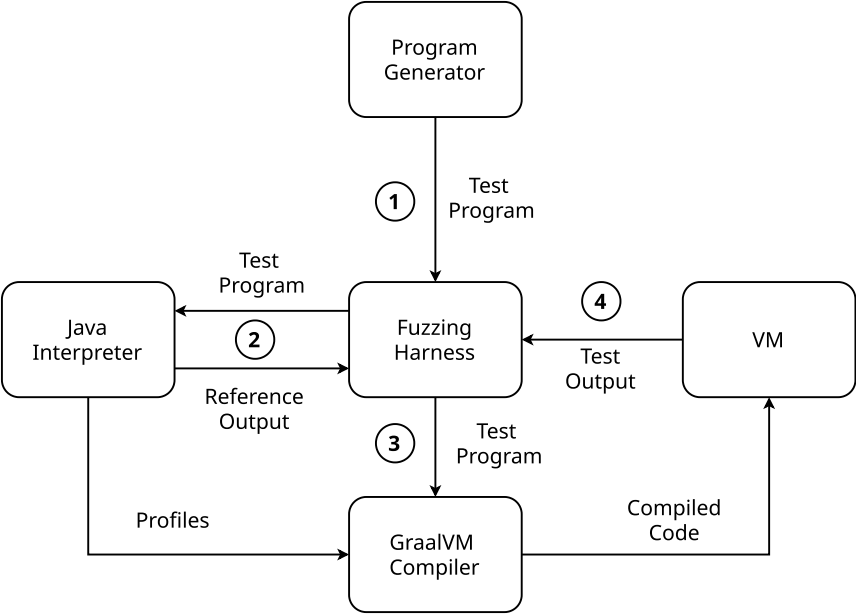 Program
Generator
1
Test
Program
Test
Program
2
Reference
Output
Java
Interpreter
Fuzzing
Harness
4
Test
Output
VM
3
Test
Program
Profiles
GraalVM
Compiler
Compiled
Code